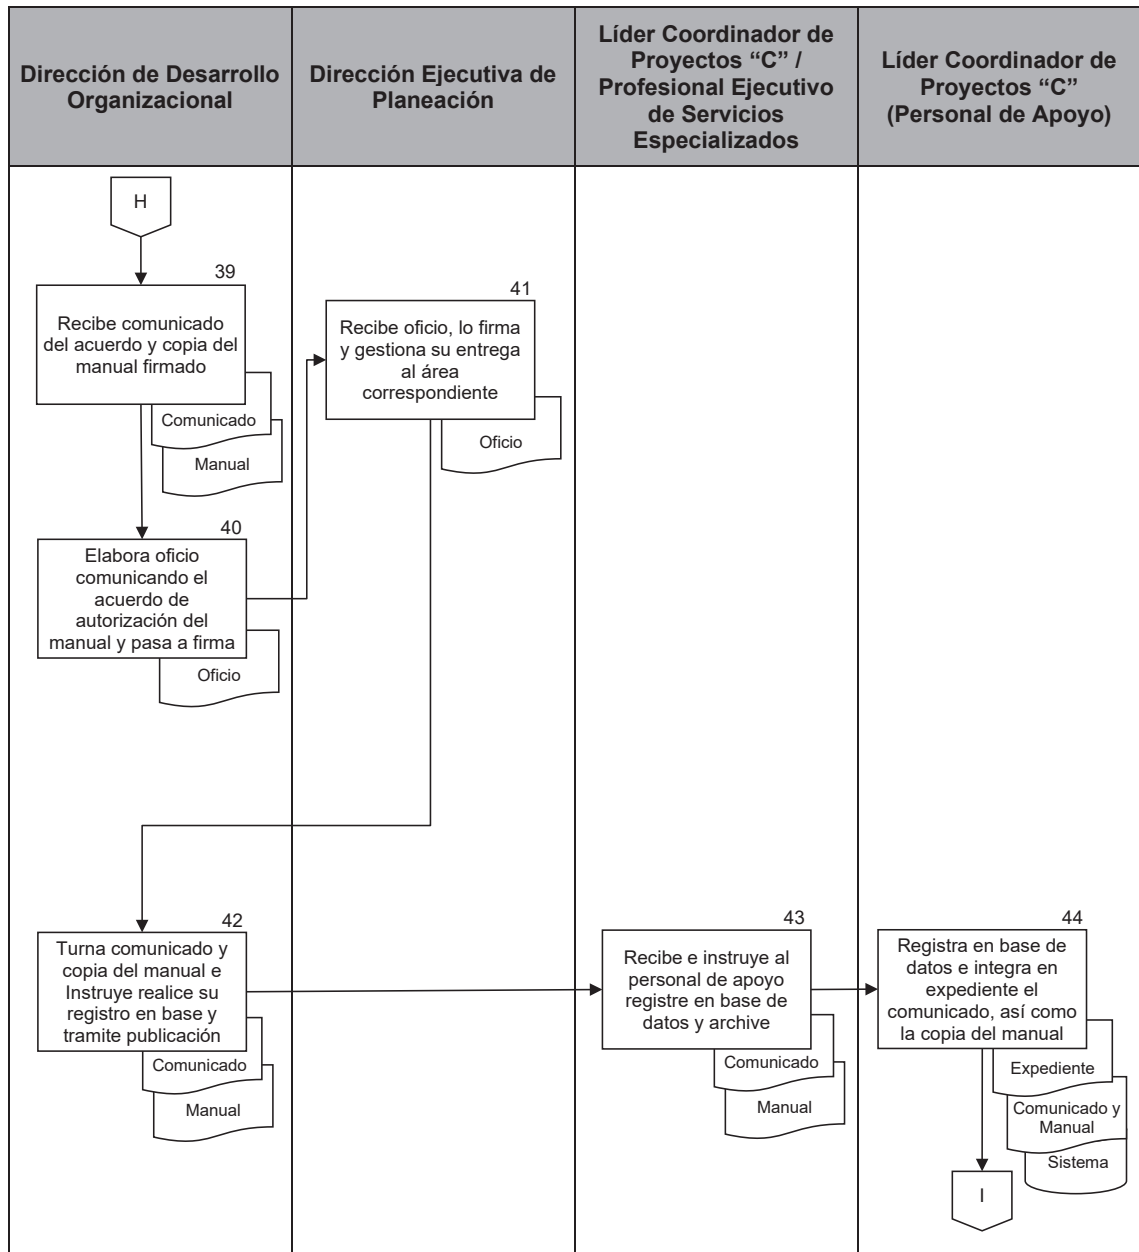 Dirección de Desarrollo
Organizacional
Dirección Ejecutiva de
Planeación
Líder Coordinador de
Proyectos “C” /
Profesional Ejecutivo
de Servicios
Especializados
Líder Coordinador de
Proyectos “C”
(Personal de Apoyo)
H
39
Recibe comunicado
del acuerdo y copia del
manual firmado
Comunicado
Manual
40
Elabora oficio
comunicando el
acuerdo de
autorización del
manual y pasa a firma
Oficio
41
Recibe oficio, lo firma
y gestiona su entrega
al área
correspondiente
Oficio
42
Turna comunicado y
copia del manual e
Instruye realice su
registro en base y
tramite publicación
Comunicado
Manual
43
Recibe e instruye al
personal de apoyo
registre en base de
datos y archive
Comunicado
Manual
44
Registra en base de
datos e integra en
expediente el
comunicado, así como
la copia del manual
Expediente
Comunicado y
Manual
Sistema
I